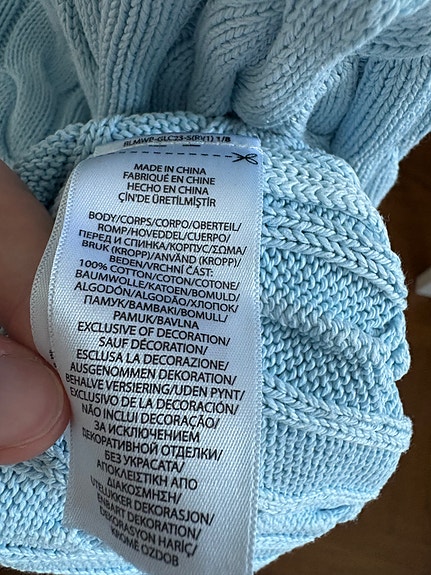 RLMWP-GLC23-S(RV1) 1/8
MADE IN CHINA
FABRIQUÉ EN CHINE
HECHO EN CHINA
ÇİN'DE ÜRETİLMİŞTİR
BODY/CORPS/CORPO/OBERTEIL/
ROMP/HOVEDDEL/CUERPO/
ПЕРЕД И СПИНКА/КОРПУС/ΣΩΜΑ/
BRUK (KROPP)/ANVÄND (KROPP)/
BEDEN/VRCHNÍ ČÁST:
100% COTTON/COTON/COTONE/
BAUMWOLLE/KATOEN/BOMULD/
ALGODÓN/ALGODÃO/ХЛОПОК/
ПАМУК/ΒΑΜΒΑΚΙ/BOMULL/
PAMUK/BAVLNA
EXCLUSIVE OF DECORATION/
SAUF DÉCORATION/
ESCLUSA LA DECORAZIONE/
AUSGENOMMEN DEKORATION/
BEHALVE VERSIERING/UDEN PYNT/
EXCLUSIVO DE LA DECORACIÓN/
NÃO INCLUI DECORAÇÃO/
ЗА ИСКЛЮЧЕНИЕМ
ДЕКОРАТИВНОЙ ОТДЕЛКИ/
БЕЗ УКРАСАТА/
ΑΠΟΚΛΕΙΣΤΙΚΗ ΑΠΟ
ΔΙΑΚΟΣΜΗΣΗ/
UTELUKKER DEKORASJON/
ENBART DEKORATION/
DEKORASYON HARİÇ/
KROMĚ OZDOB